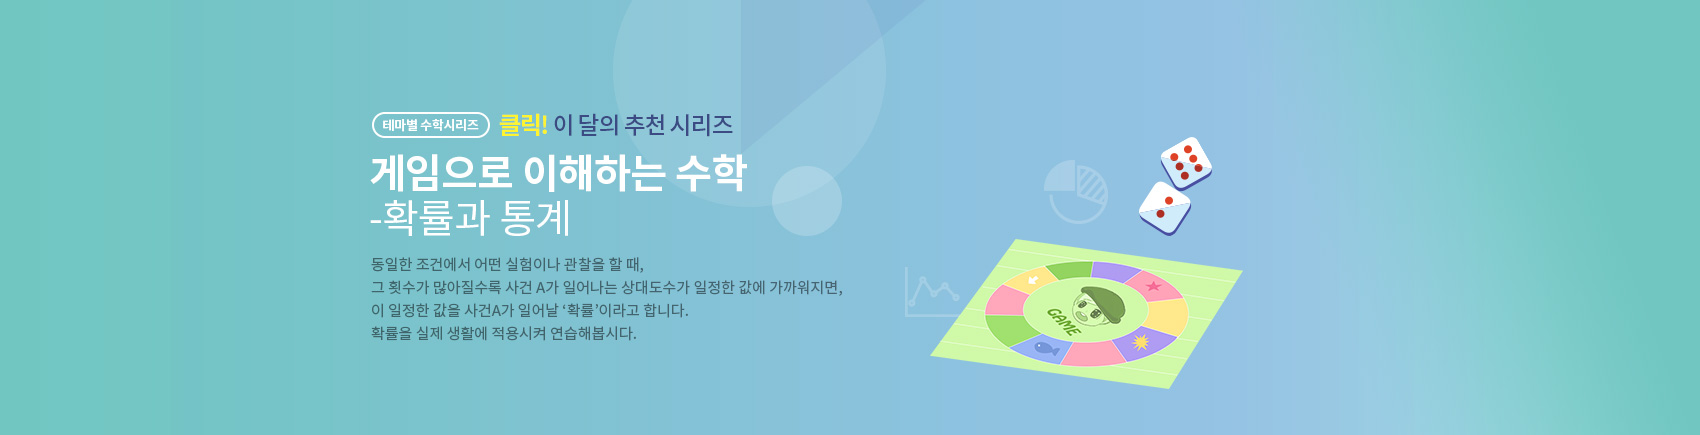 테마별 수학시리즈 클릭! 이 달의 추천 시리즈
게임으로 이해하는 수학
-확률과 통계
동일한 조건에서 어떤 실험이나 관찰을 할 때,
그 횟수가 많아질수록 사건 A가 일어나는 상대도수가 일정한 값에 가까워지면,
이 일정한 값을 사건A가 일어날 ‘확률’이라고 합니다.
확률을 실제 생활에 적용시켜 연습해봅시다.
GAME